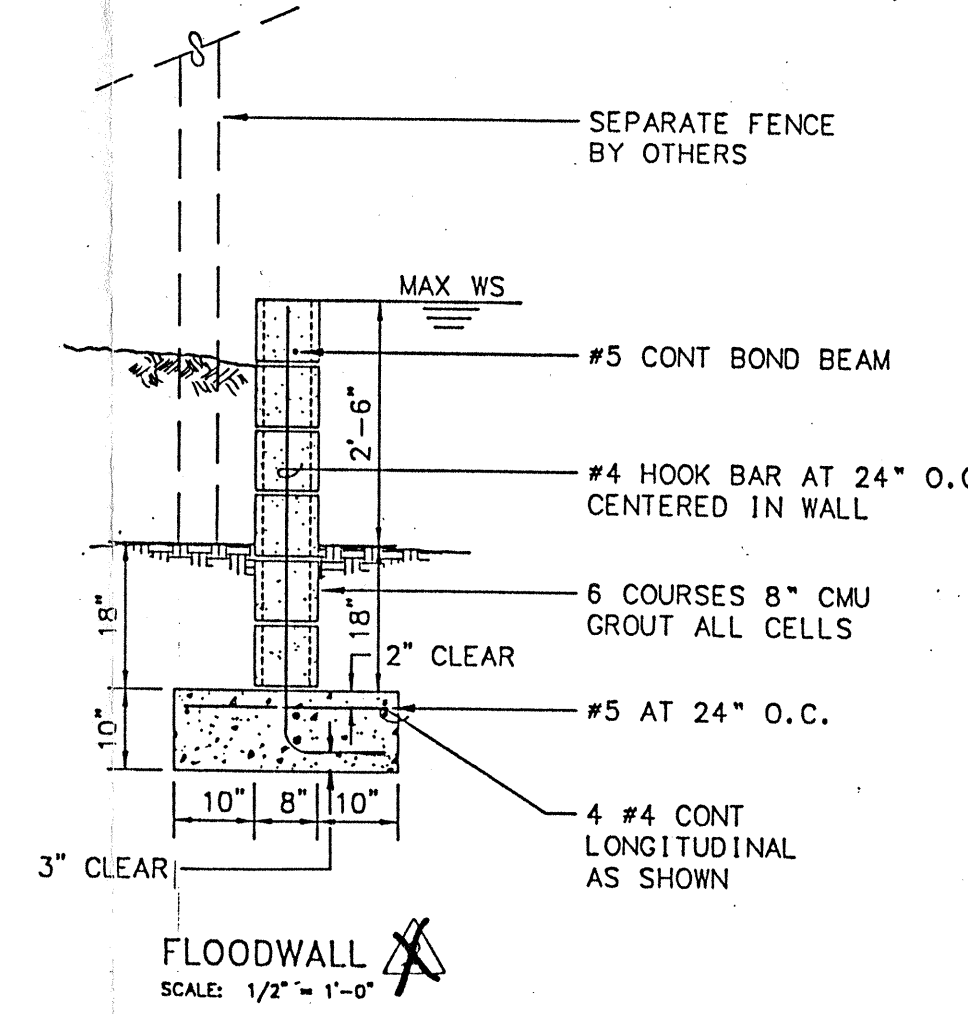 SEPARATE FENCE
BY OTHERS
MAX WS
#5 CONT BOND BEAM
2'-6"
#4 HOOK BAR AT 24" O.C
CENTERED IN WALL
6 COURSES 8" CMU
GROUT ALL CELLS
18"
18"
2" CLEAR
#5 AT 24" O.C.
10"
10"
8"
10"
4 #4 CONT
LONGITUDINAL
AS SHOWN
3" CLEAR
FLOODWALL
SCALE: 1/2" = 1'-0"